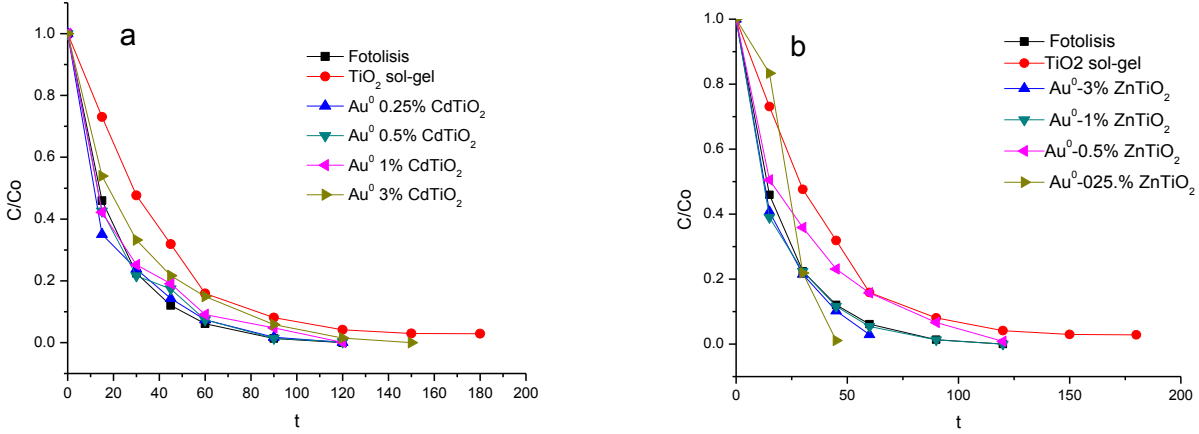 a
Fotolisis
TiO₂ sol-gel
Au⁰ 0.25% CdTiO₂
Au⁰ 0.5% CdTiO₂
Au⁰ 1% CdTiO₂
Au⁰ 3% CdTiO₂
1.0
0.8
0.6
0.4
0.2
0.0
C/Co
0 20 40 60 80 100 120 140 160 180 200
t
b
Fotolisis
TiO2 sol-gel
Au⁰-3% ZnTiO₂
Au⁰-1% ZnTiO₂
Au⁰-0.5% ZnTiO₂
Au⁰-025.% ZnTiO₂
1.0
0.8
0.6
0.4
0.2
0.0
C/Co
0 50 100 150 200
t